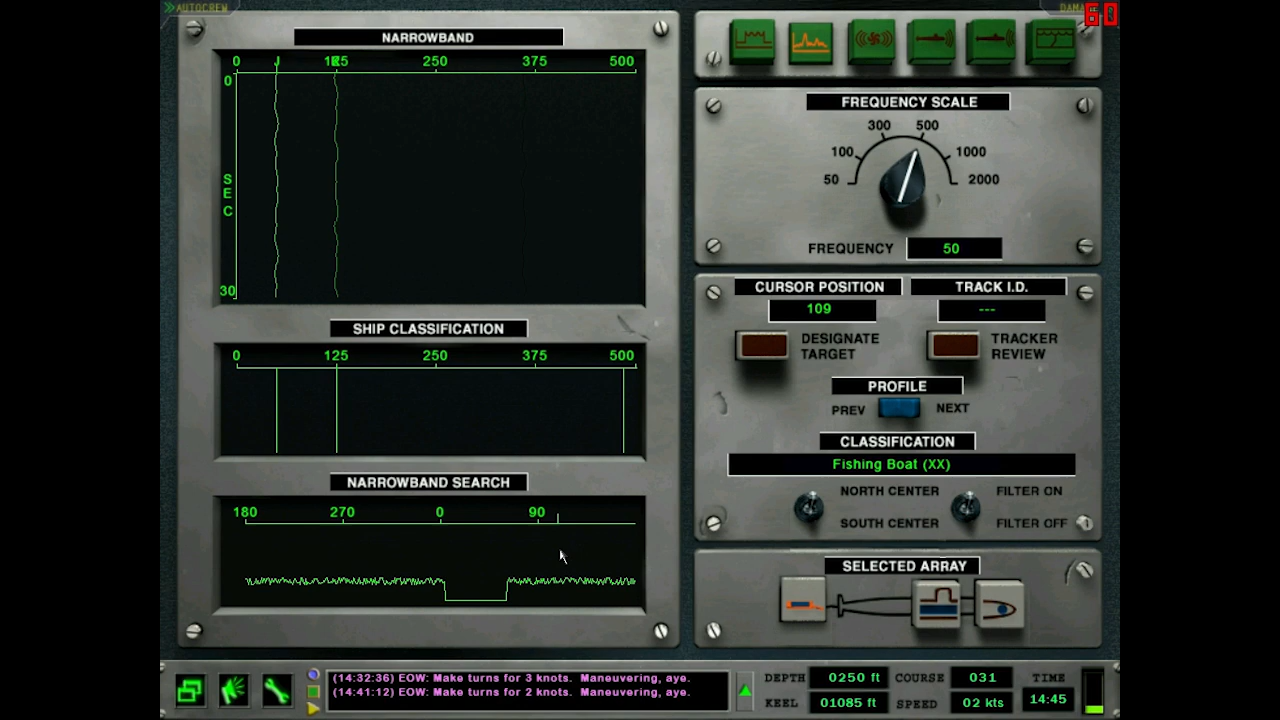 AUTOCREW
60
NARROWBAND
0 125 250 375 500
0
SEC
30
SHIP CLASSIFICATION
0 125 250 375 500
NARROWBAND SEARCH
180 270 0 90
FREQUENCY SCALE
300 500
100 1000
50 2000
FREQUENCY 50
CURSOR POSITION TRACK I.D.
109 ---
DESIGNATE TARGET
TRACKER REVIEW
PROFILE
PREV NEXT
CLASSIFICATION
Fishing Boat (XX)
NORTH CENTER FILTER ON
SOUTH CENTER FILTER OFF
SELECTED ARRAY
(14:32:36) EOW: Make turns for 3 knots. Maneuvering, aye.
(14:41:12) EOW: Make turns for 2 knots. Maneuvering, aye.
DEPTH 0250 ft COURSE 031 TIME
KEEL 01085 ft SPEED 02 kts 14:45